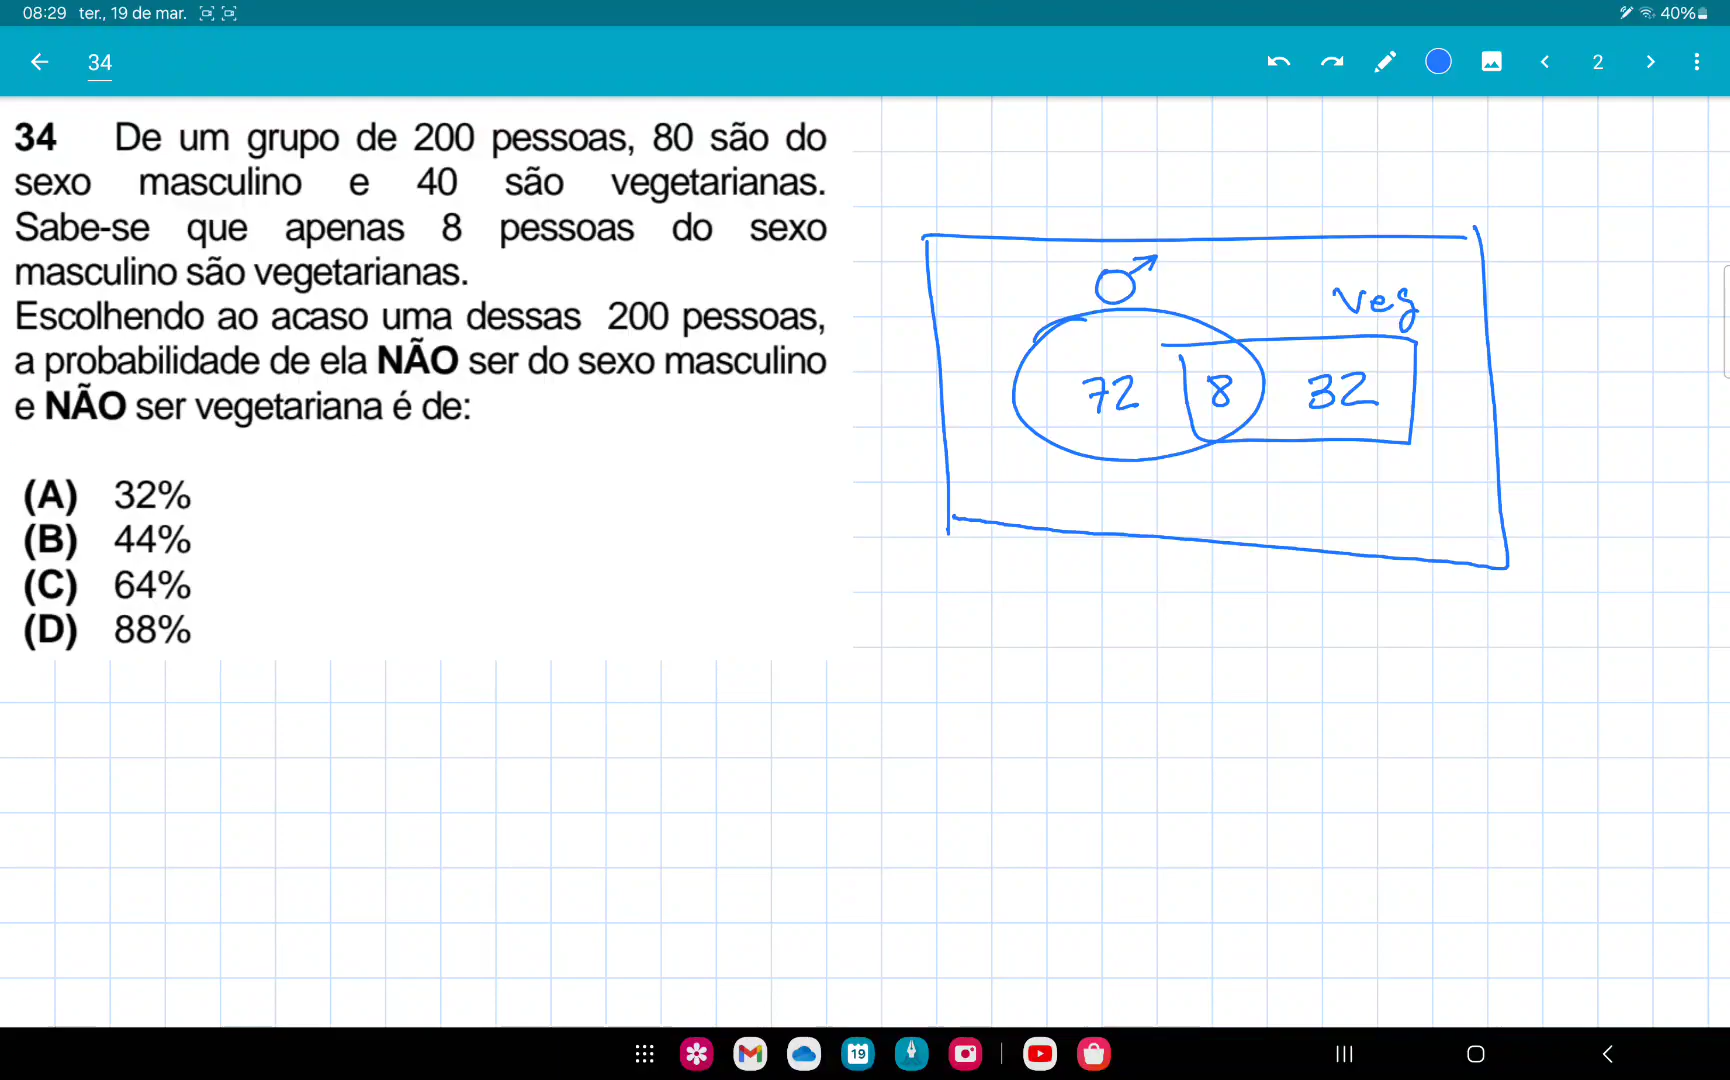 08:29 ter., 19 de mar.
40%
34
2
34 De um grupo de 200 pessoas, 80 são do
sexo masculino e 40 são vegetarianas.
Sabe-se que apenas 8 pessoas do sexo
masculino são vegetarianas.
Escolhendo ao acaso uma dessas 200 pessoas,
a probabilidade de ela NÃO ser do sexo masculino
e NÃO ser vegetariana é de:
(A) 32%
(B) 44%
(C) 64%
(D) 88%
veg
72 8 32
19